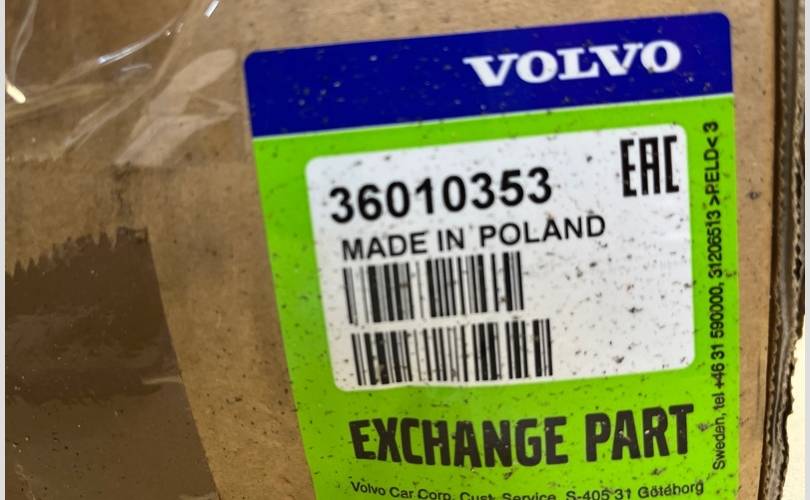 VOLVO
EAC
36010353
MADE IN POLAND
EXCHANGE PART
Volvo Car Corp. Cust. Service, S-405 31 Göteborg
Sweden, tel +46 31 590000, 31206513 >PELD< 3